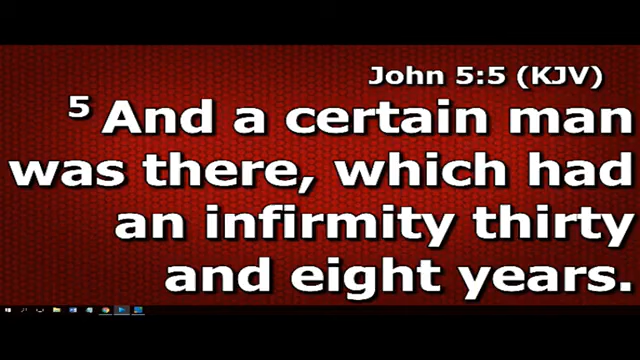 John 5:5 (KJV)
5 And a certain man
was there, which had
an infirmity thirty
and eight years.